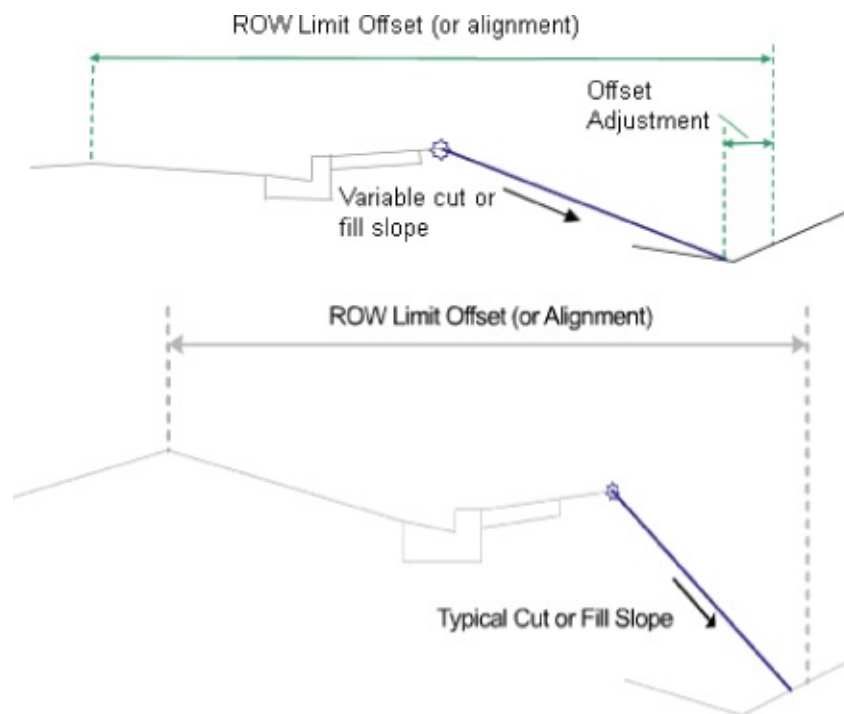 ROW Limit Offset (or alignment)
Offset
Adjustment
Variable cut or
fill slope
ROW Limit Offset (or Alignment)
Typical Cut or Fill Slope